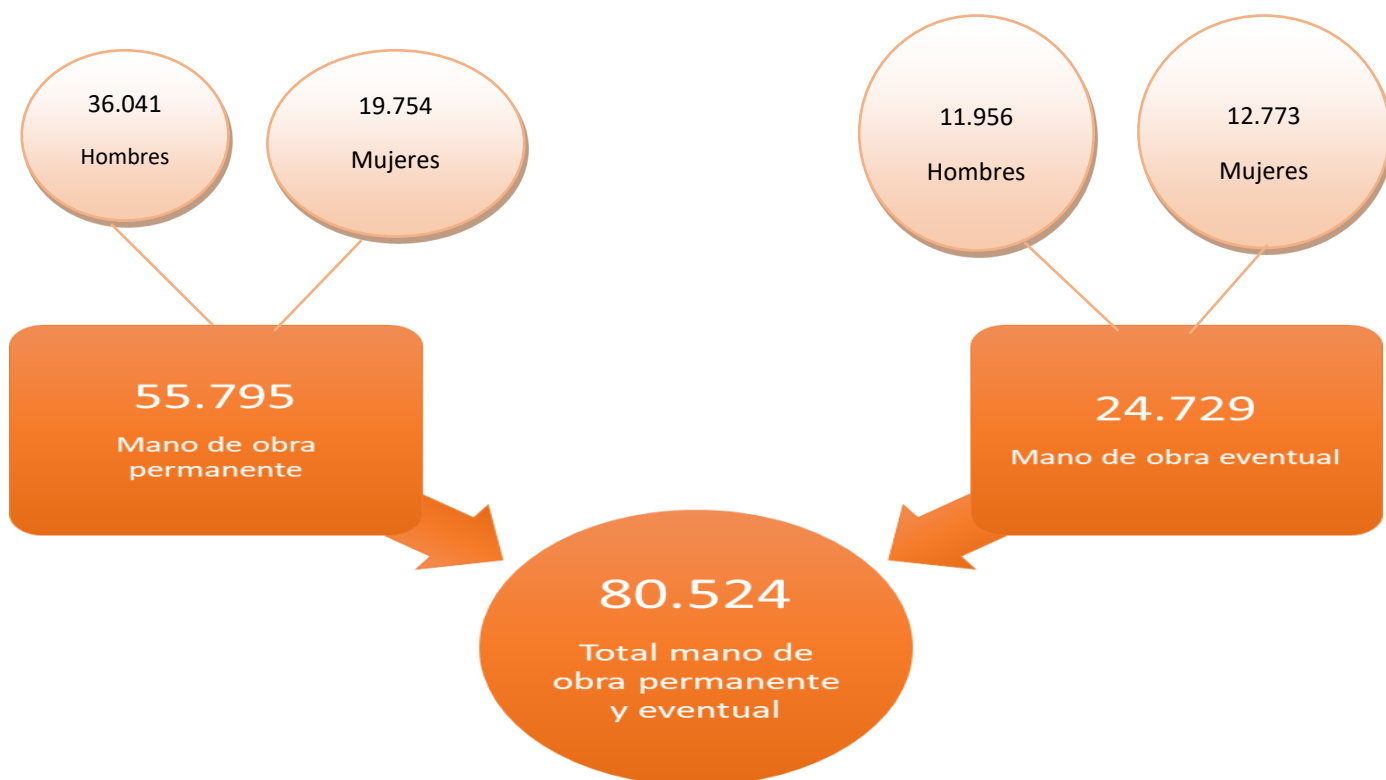 36.041
Hombres
19.754
Mujeres
11.956
Hombres
12.773
Mujeres
55.795
Mano de obra
permanente
24.729
Mano de obra eventual
80.524
Total mano de
obra permanente
y eventual